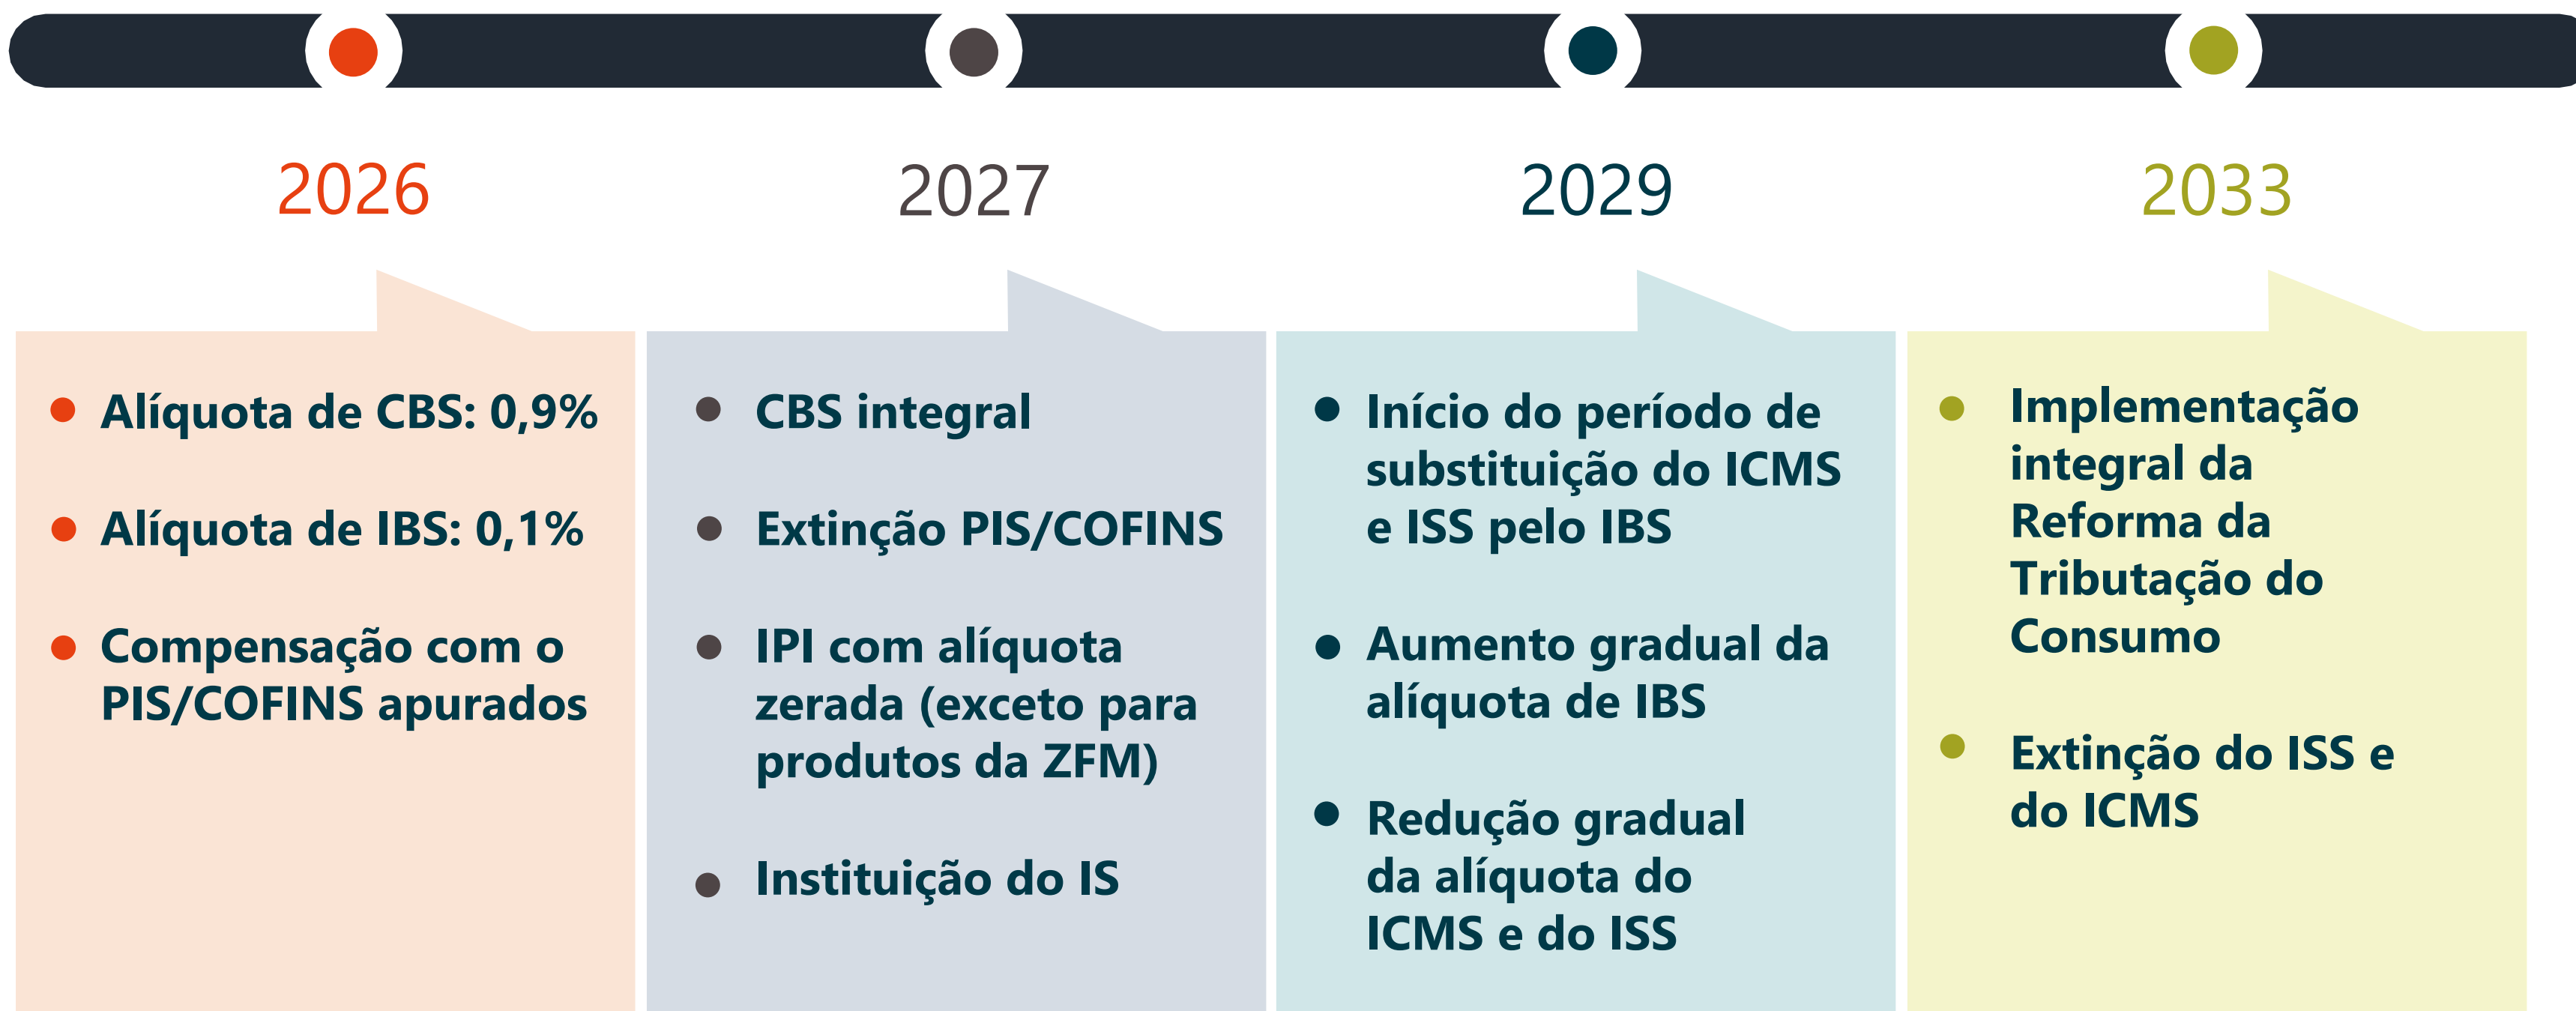 2026
Alíquota de CBS: 0,9%
Alíquota de IBS: 0,1%
Compensação com o
PIS/COFINS apurados
2027
CBS integral
Extinção PIS/COFINS
IPI com alíquota
zerada (exceto para
produtos da ZFM)
Instituição do IS
2029
Início do período de
substituição do ICMS
e ISS pelo IBS
Aumento gradual da
alíquota de IBS
Redução gradual
da alíquota do
ICMS e do ISS
2033
Implementação
integral da
Reforma da
Tributação do
Consumo
Extinção do ISS e
do ICMS